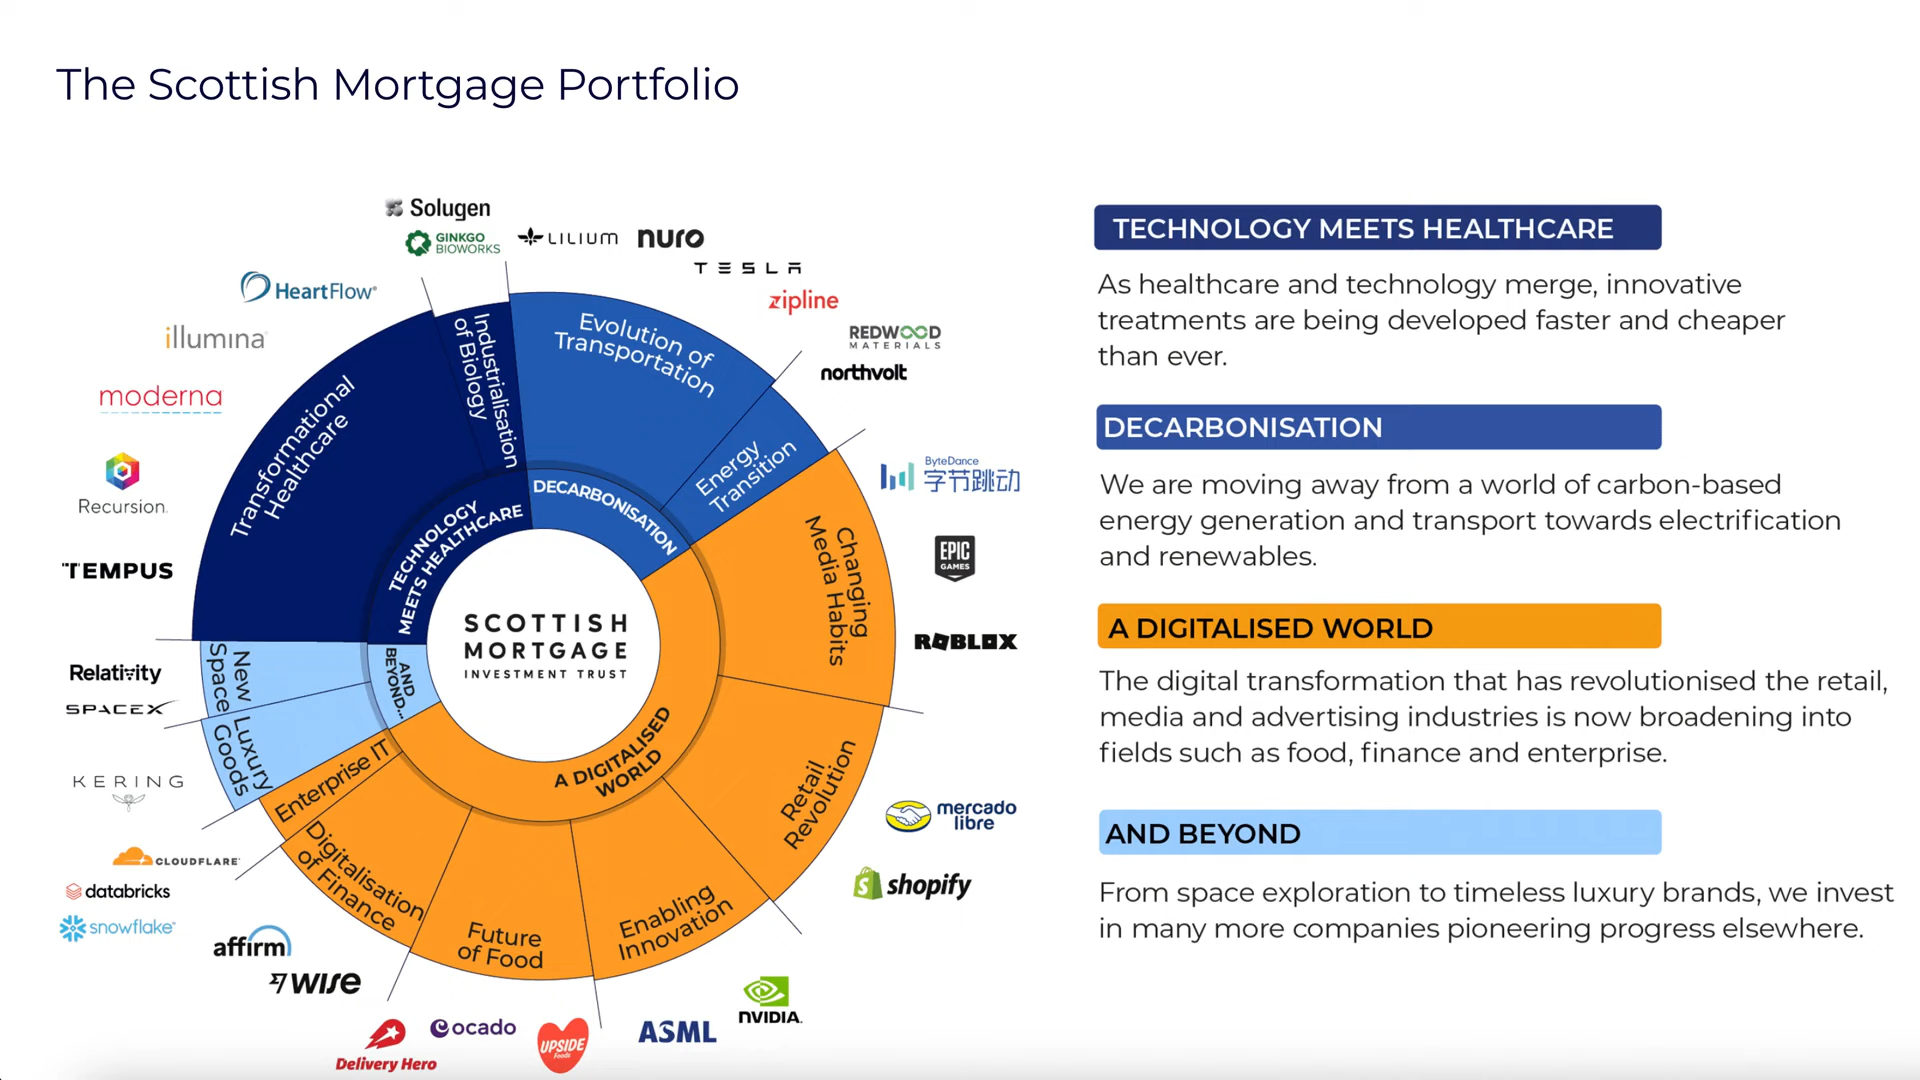 The Scottish Mortgage Portfolio
Solugen
GINKGO
BIOWORKS
LILIUM
nuro
TESLA
zipline
REDWOOD
MATERIALS
northvolt
HeartFlow®
illumina®
moderna
Recursion.
TEMPUS
Relativity
SPACEX
KERING
CLOUDFLARE®
databricks
snowflake™
affirm
WISE
Delivery Hero
ocado
UPSIDE
Foods
ASML
NVIDIA.
shopify
mercado
libre
ROBLOX
EPIC
GAMES
ByteDance
字节跳动
Transformational
Healthcare
Industrialisation
of Biology
Evolution of
Transportation
Energy
Transition
Changing
Media Habits
Retail
Revolution
Enabling
Innovation
Future
of Food
Digitalisation
of Finance
Enterprise IT
Luxury
Goods
New
Space
TECHNOLOGY
MEETS HEALTHCARE
DECARBONISATION
A DIGITALISED
WORLD
AND
BEYOND...
SCOTTISH
MORTGAGE
INVESTMENT TRUST
TECHNOLOGY MEETS HEALTHCARE
As healthcare and technology merge, innovative
treatments are being developed faster and cheaper
than ever.
DECARBONISATION
We are moving away from a world of carbon-based
energy generation and transport towards electrification
and renewables.
A DIGITALISED WORLD
The digital transformation that has revolutionised the retail,
media and advertising industries is now broadening into
fields such as food, finance and enterprise.
AND BEYOND
From space exploration to timeless luxury brands, we invest
in many more companies pioneering progress elsewhere.